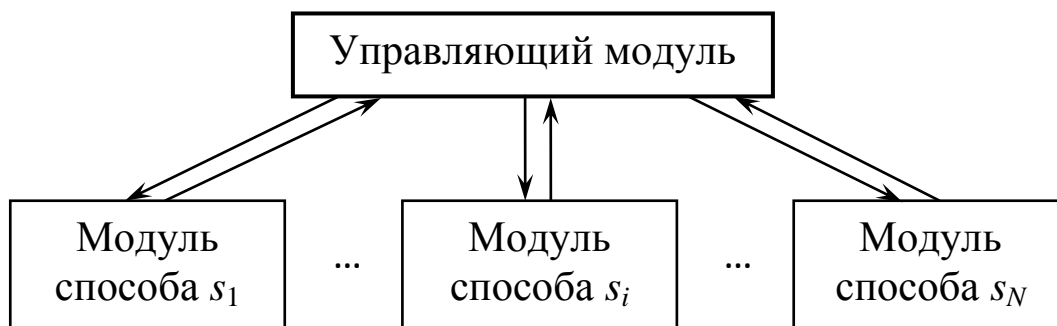 Управляющий модуль
Модуль
способа s1
...
Модуль
способа si
...
Модуль
способа sN